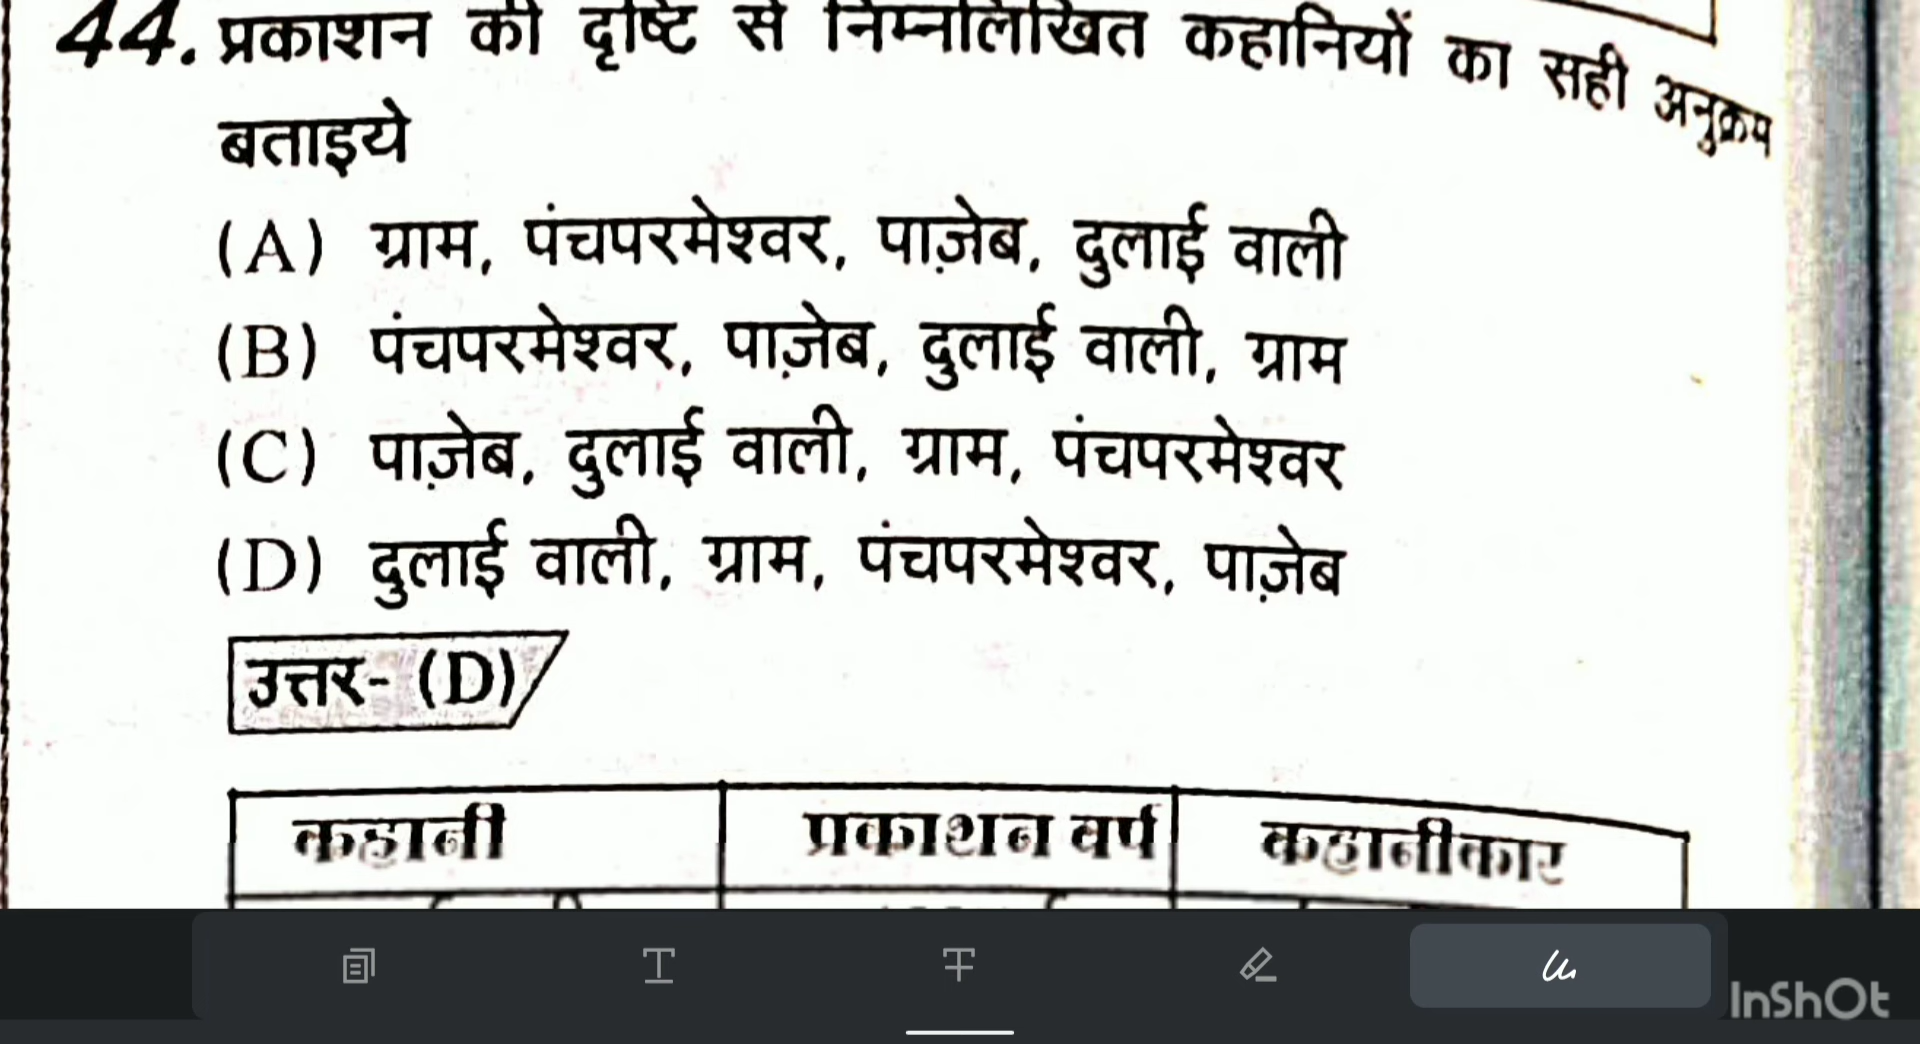 44. प्रकाशन की दृष्टि से निम्नलिखित कहानियों का सही अनुक्रम
बताइये
(A) ग्राम, पंचपरमेश्वर, पाज़ेब, दुलाई वाली
(B) पंचपरमेश्वर, पाज़ेब, दुलाई वाली, ग्राम
(C) पाज़ेब, दुलाई वाली, ग्राम, पंचपरमेश्वर
(D) दुलाई वाली, ग्राम, पंचपरमेश्वर, पाज़ेब
उत्तर- (D)
कहानी प्रकाशन वर्ष कहानीकार
InShOt